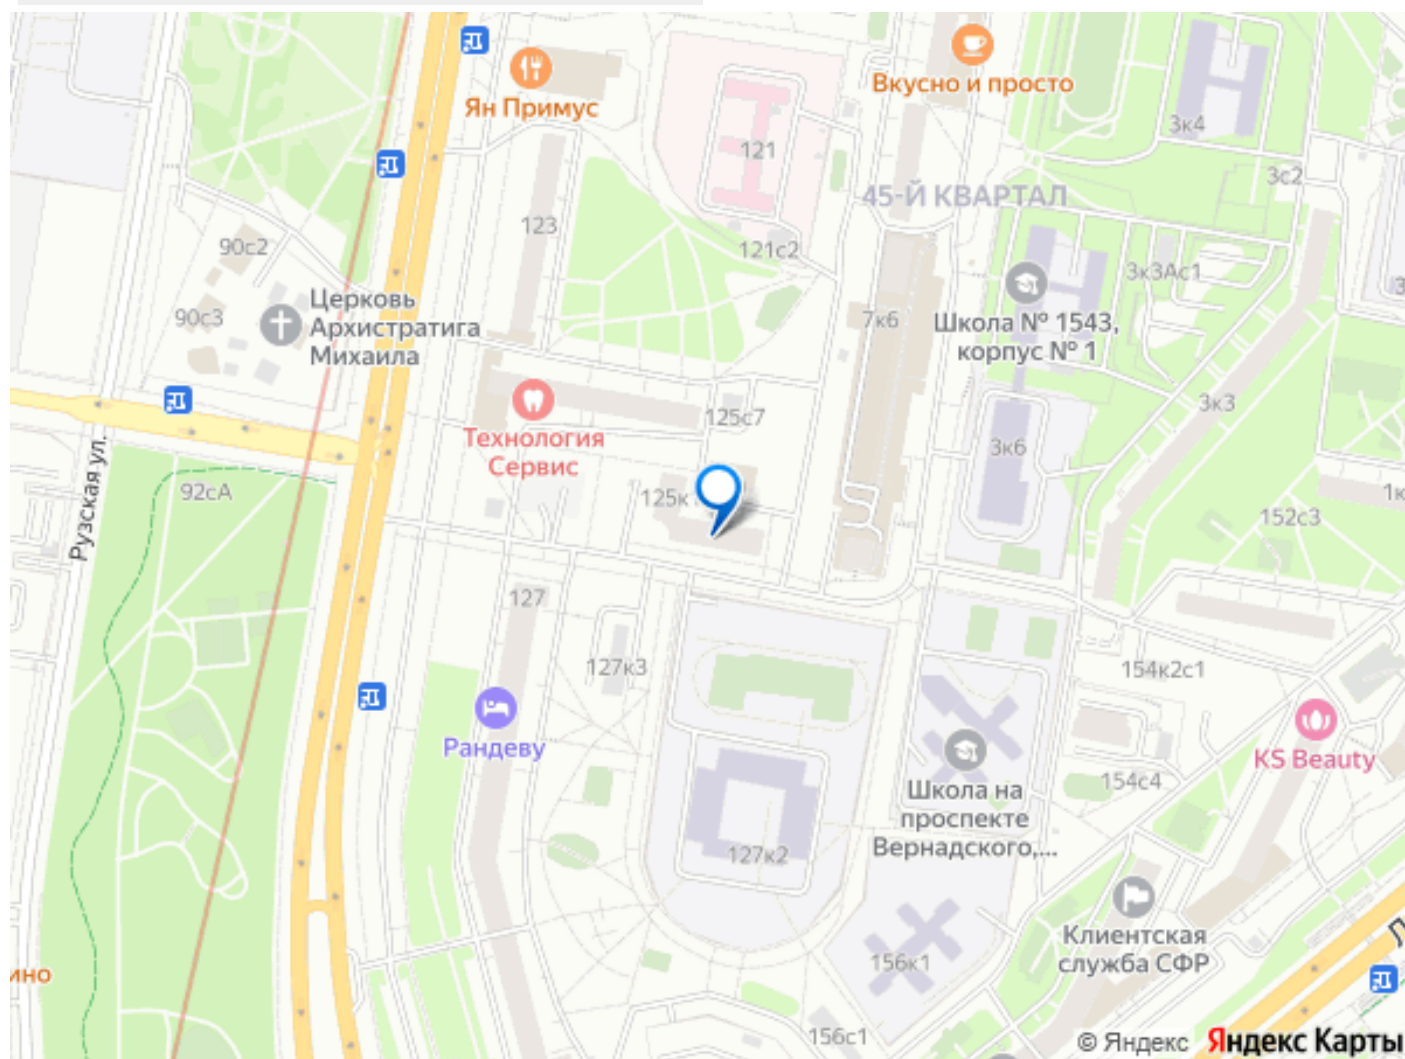 Ян Примус
Вкусно и просто
3к4
121
3с2
45-Й КВАРТАЛ
123
90с2
121с2
3к3Ас1
Церковь
Архистратига
Михаила
90с3
7к6
Школа № 1543,
корпус № 1
3к3
125с7
Технология
Сервис
3к6
Рузская ул.
92сА
125к
1к
152с3
127
127к3
154к2с1
Рандеву
KS Beauty
154с4
Школа на
проспекте
Вернадского,...
127к2
Клиентская
служба СФР
156к1
ино
156с1
© Яндекс Яндекс Карты